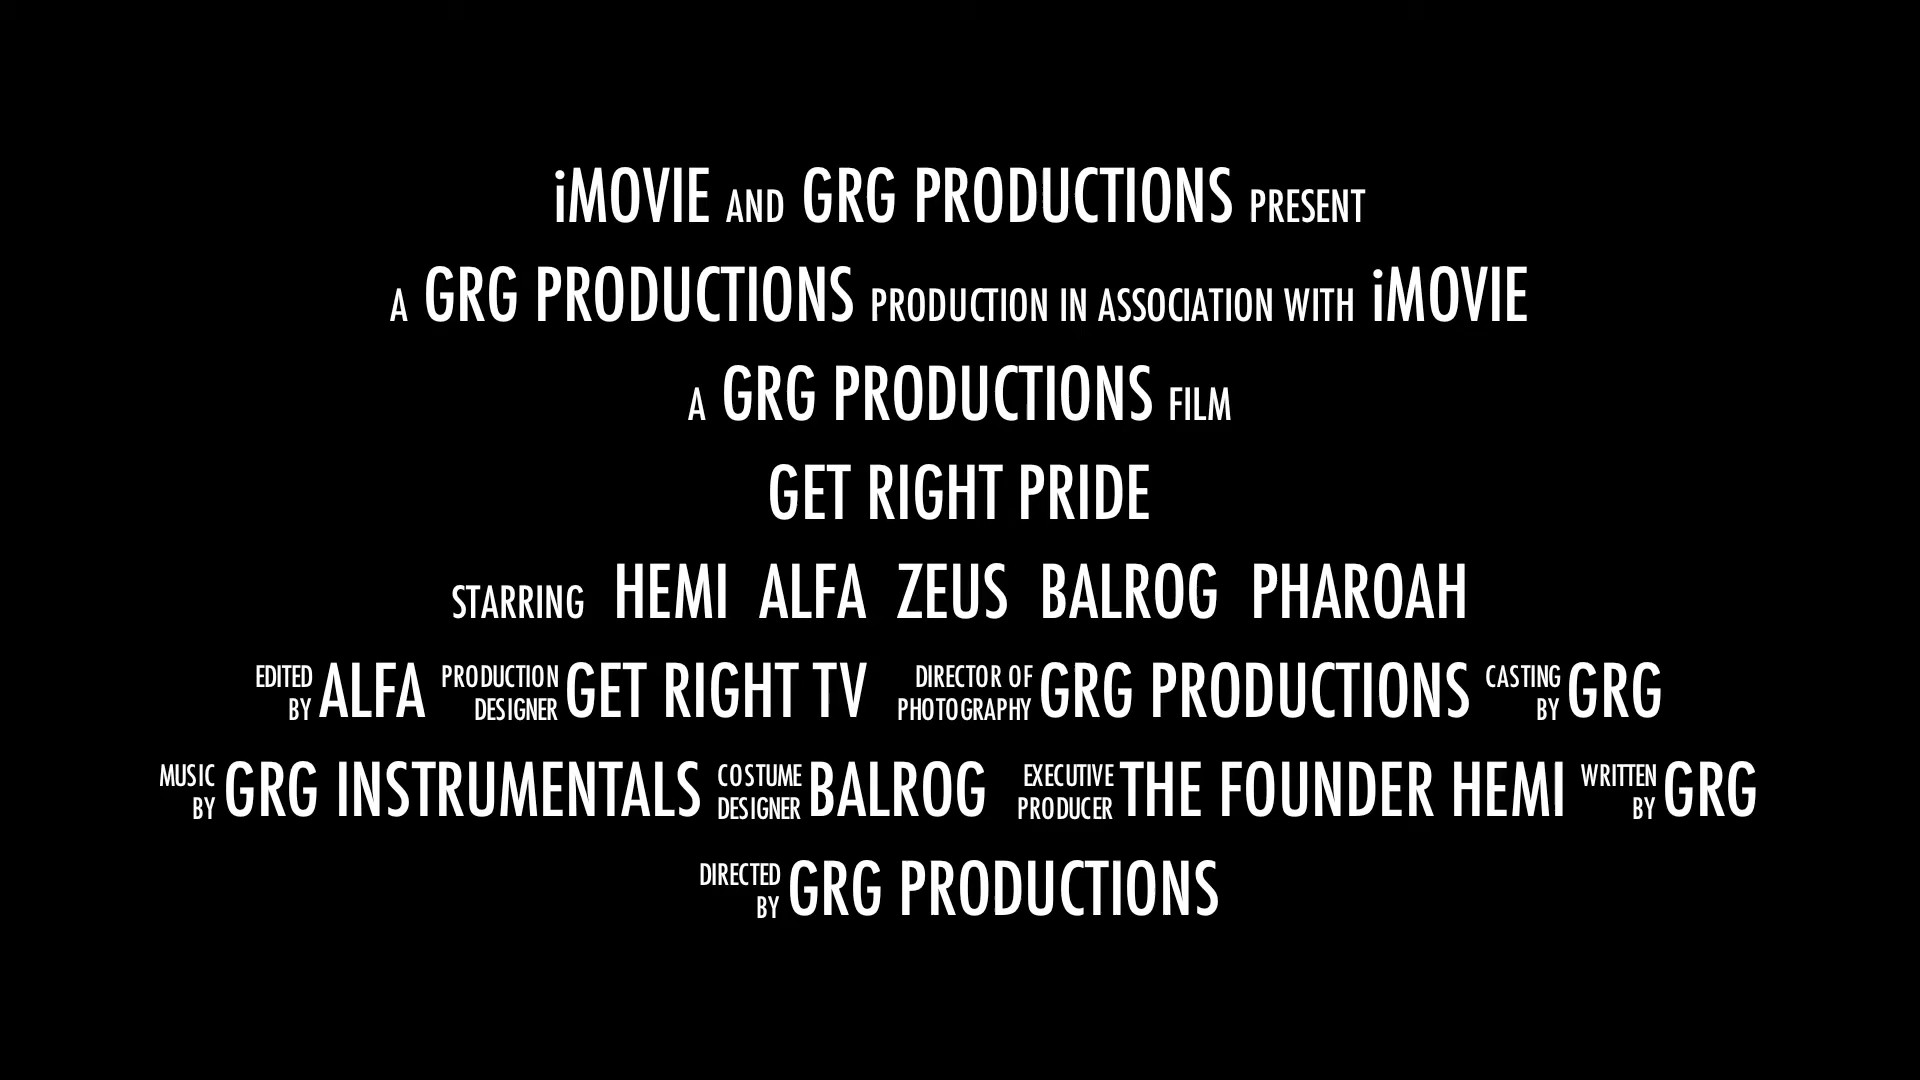 iMOVIE AND GRG PRODUCTIONS PRESENT
A GRG PRODUCTIONS PRODUCTION IN ASSOCIATION WITH iMOVIE
A GRG PRODUCTIONS FILM
GET RIGHT PRIDE
STARRING HEMI ALFA ZEUS BALROG PHAROAH
EDITED BY ALFA PRODUCTION DESIGNER GET RIGHT TV DIRECTOR OF PHOTOGRAPHY GRG PRODUCTIONS CASTING BY GRG
MUSIC BY GRG INSTRUMENTALS COSTUME DESIGNER BALROG EXECUTIVE PRODUCER THE FOUNDER HEMI WRITTEN BY GRG
DIRECTED BY GRG PRODUCTIONS